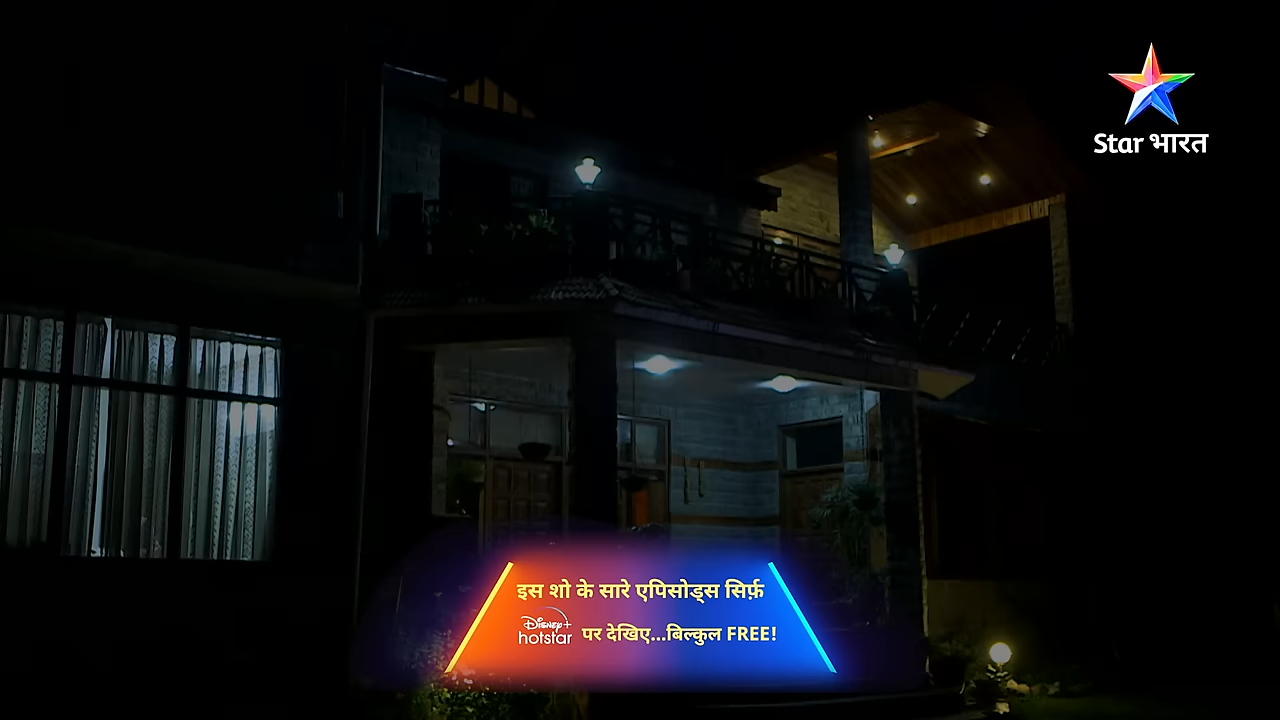 Star भारत
इस शो के सारे एपिसोड्स सिर्फ़
Disney+ hotstar पर देखिए...बिल्कुल FREE!